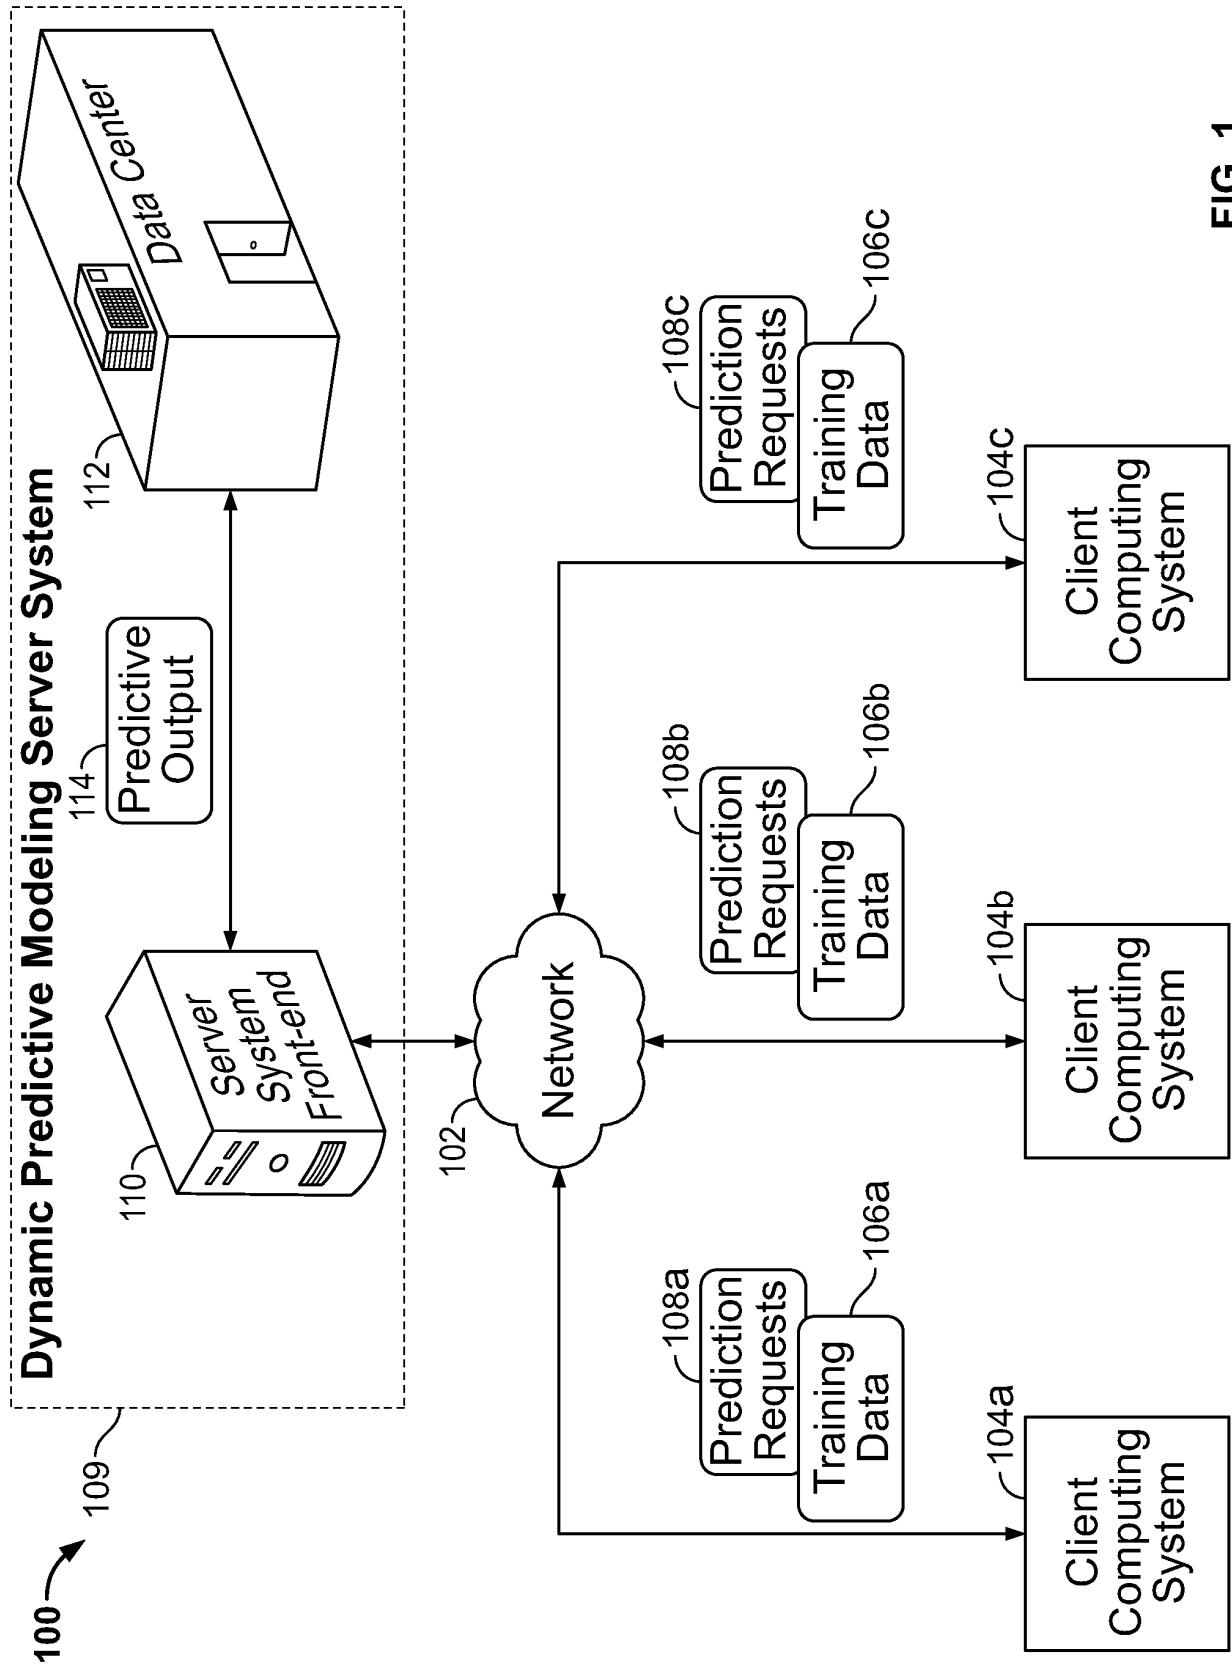 100
109
Dynamic Predictive Modeling Server System
110
Server
System
Front-end
114
Predictive
Output
112
Data Center
102
Network
108a
Prediction
Requests
Training
Data
106a
108b
Prediction
Requests
Training
Data
106b
108c
Prediction
Requests
Training
Data
106c
104a
Client
Computing
System
104b
Client
Computing
System
104c
Client
Computing
System
FIG. 1